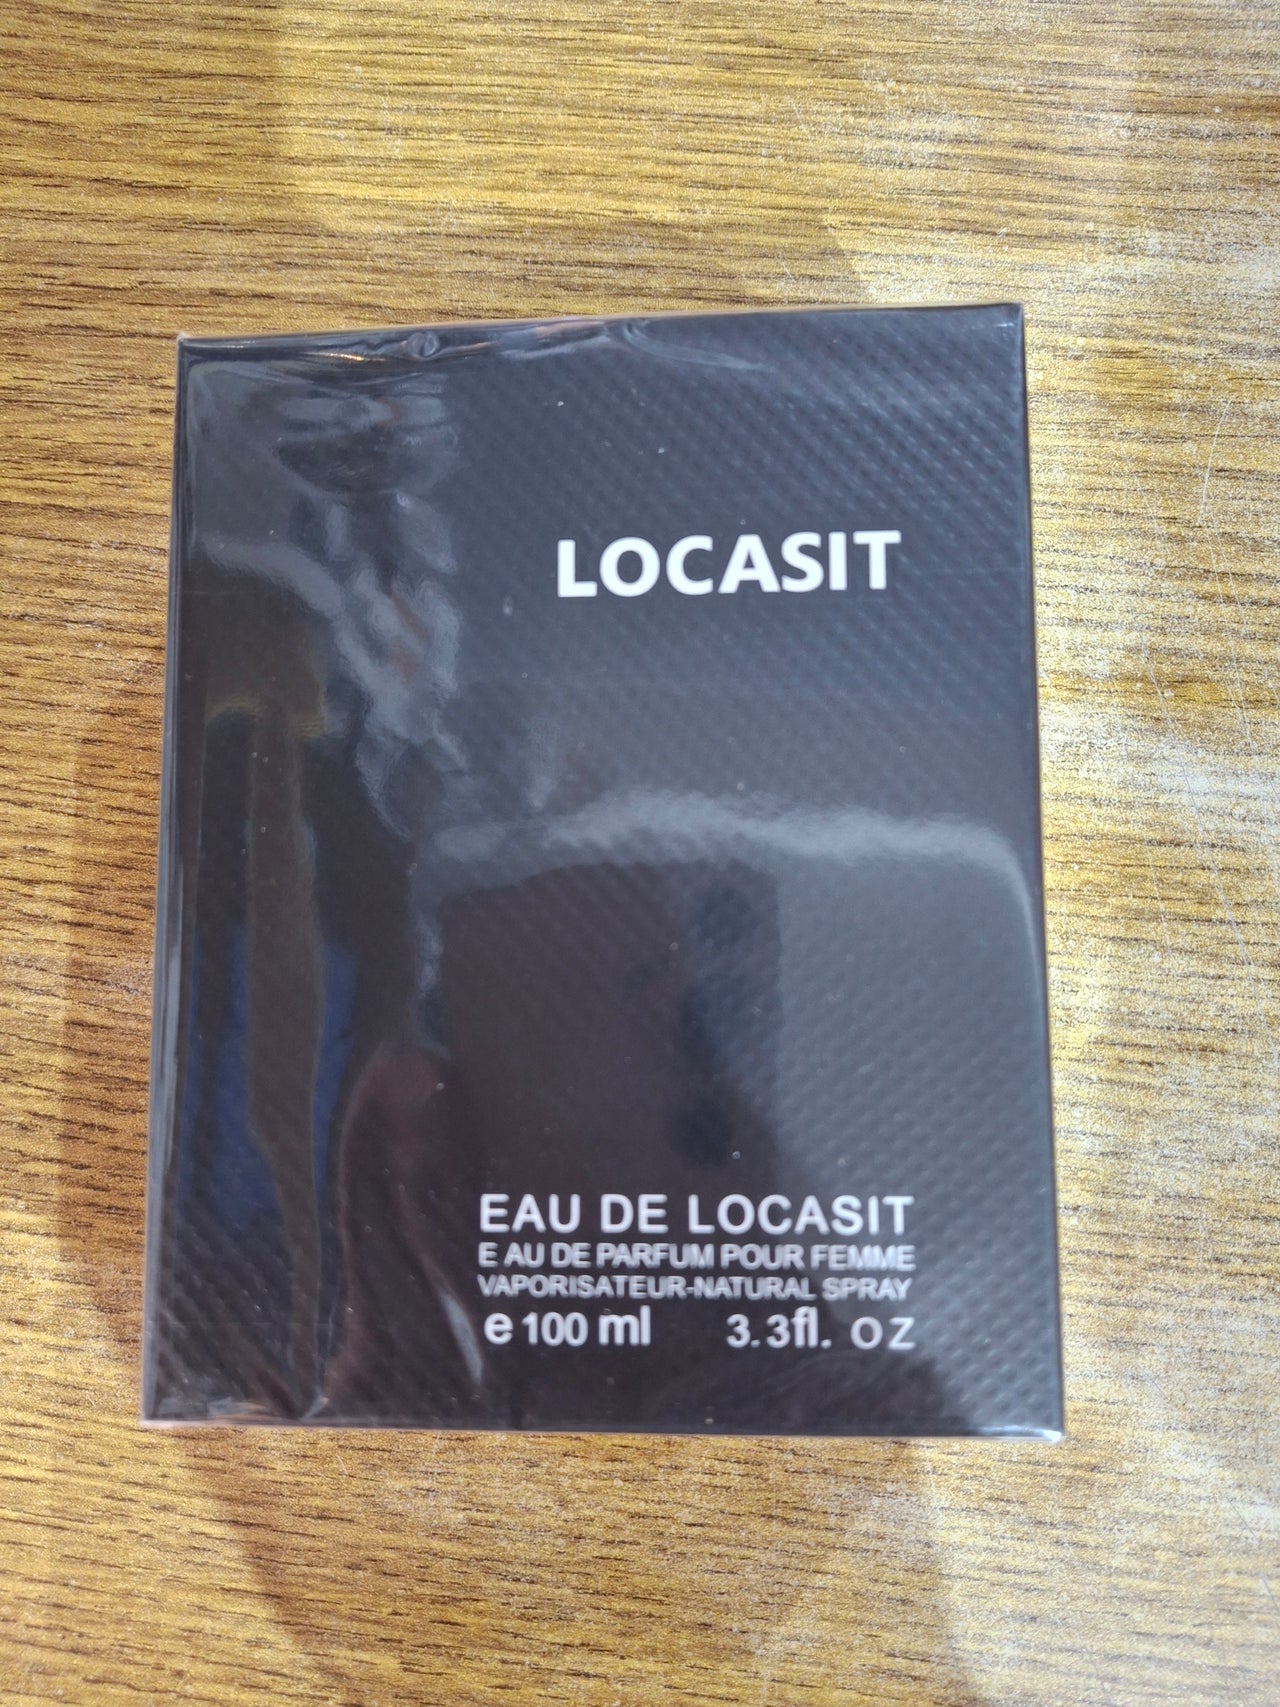 LOCASIT
EAU DE LOCASIT
E AU DE PARFUM POUR FEMME
VAPORISATEUR-NATURAL SPRAY
e 100 ml 3.3fl. oz